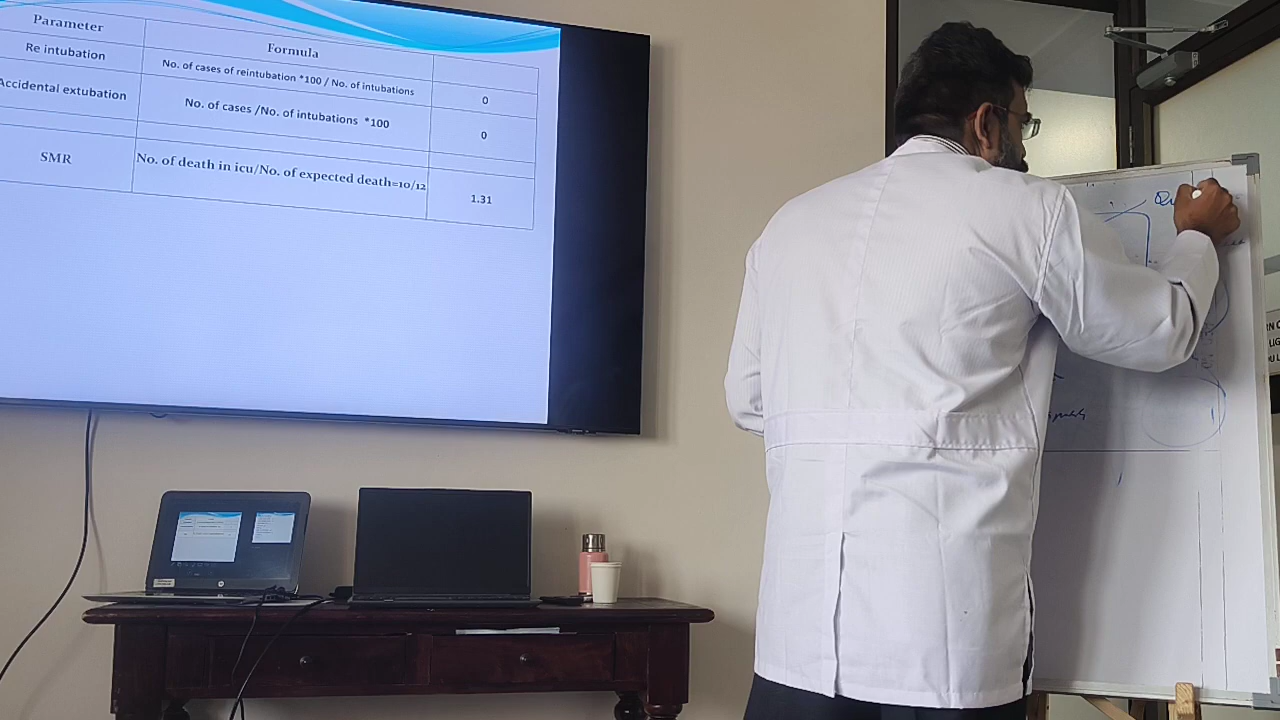 Parameter Formula
Re intubation No. of cases of reintubation *100 / No. of intubations 0
Accidental extubation No. of cases /No. of intubations *100 0
SMR No. of death in icu/No. of expected death=10/12 1.31